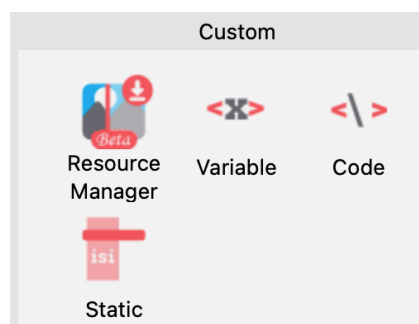 Custom
Beta
Resource
Manager
<x>
Variable
<\>
Code
isi
Static